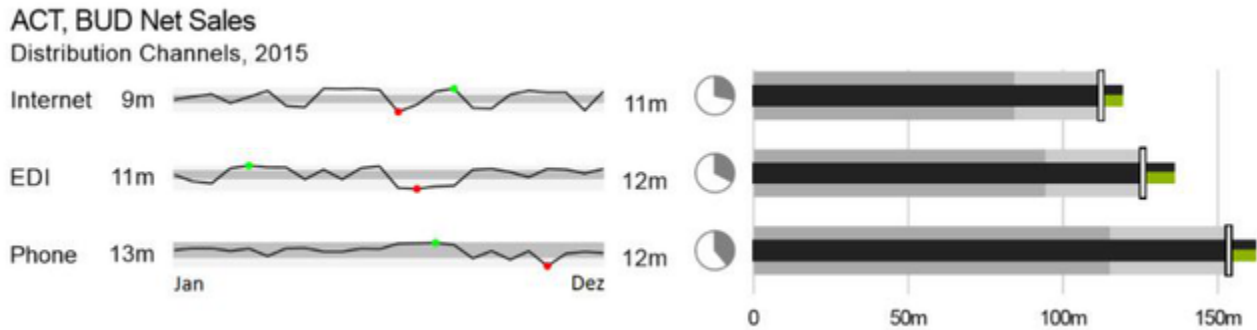 ACT, BUD Net Sales
Distribution Channels, 2015
Internet 9m 11m
EDI 11m 12m
Phone 13m 12m
Jan Dez
0 50m 100m 150m